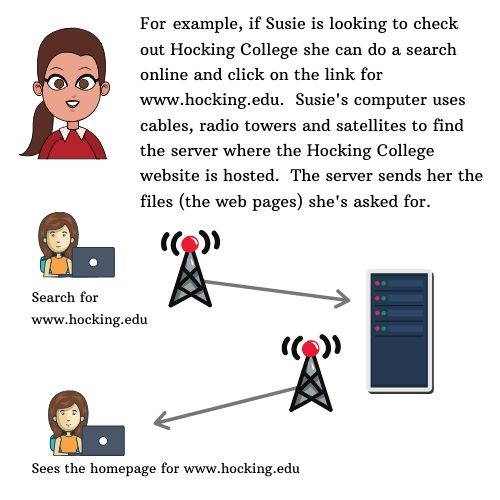 For example, if Susie is looking to check
out Hocking College she can do a search
online and click on the link for
www.hocking.edu.  Susie's computer uses
cables, radio towers and satellites to find
the server where the Hocking College
website is hosted.  The server sends her the
files (the web pages) she's asked for.
Search for
www.hocking.edu
Sees the homepage for www.hocking.edu